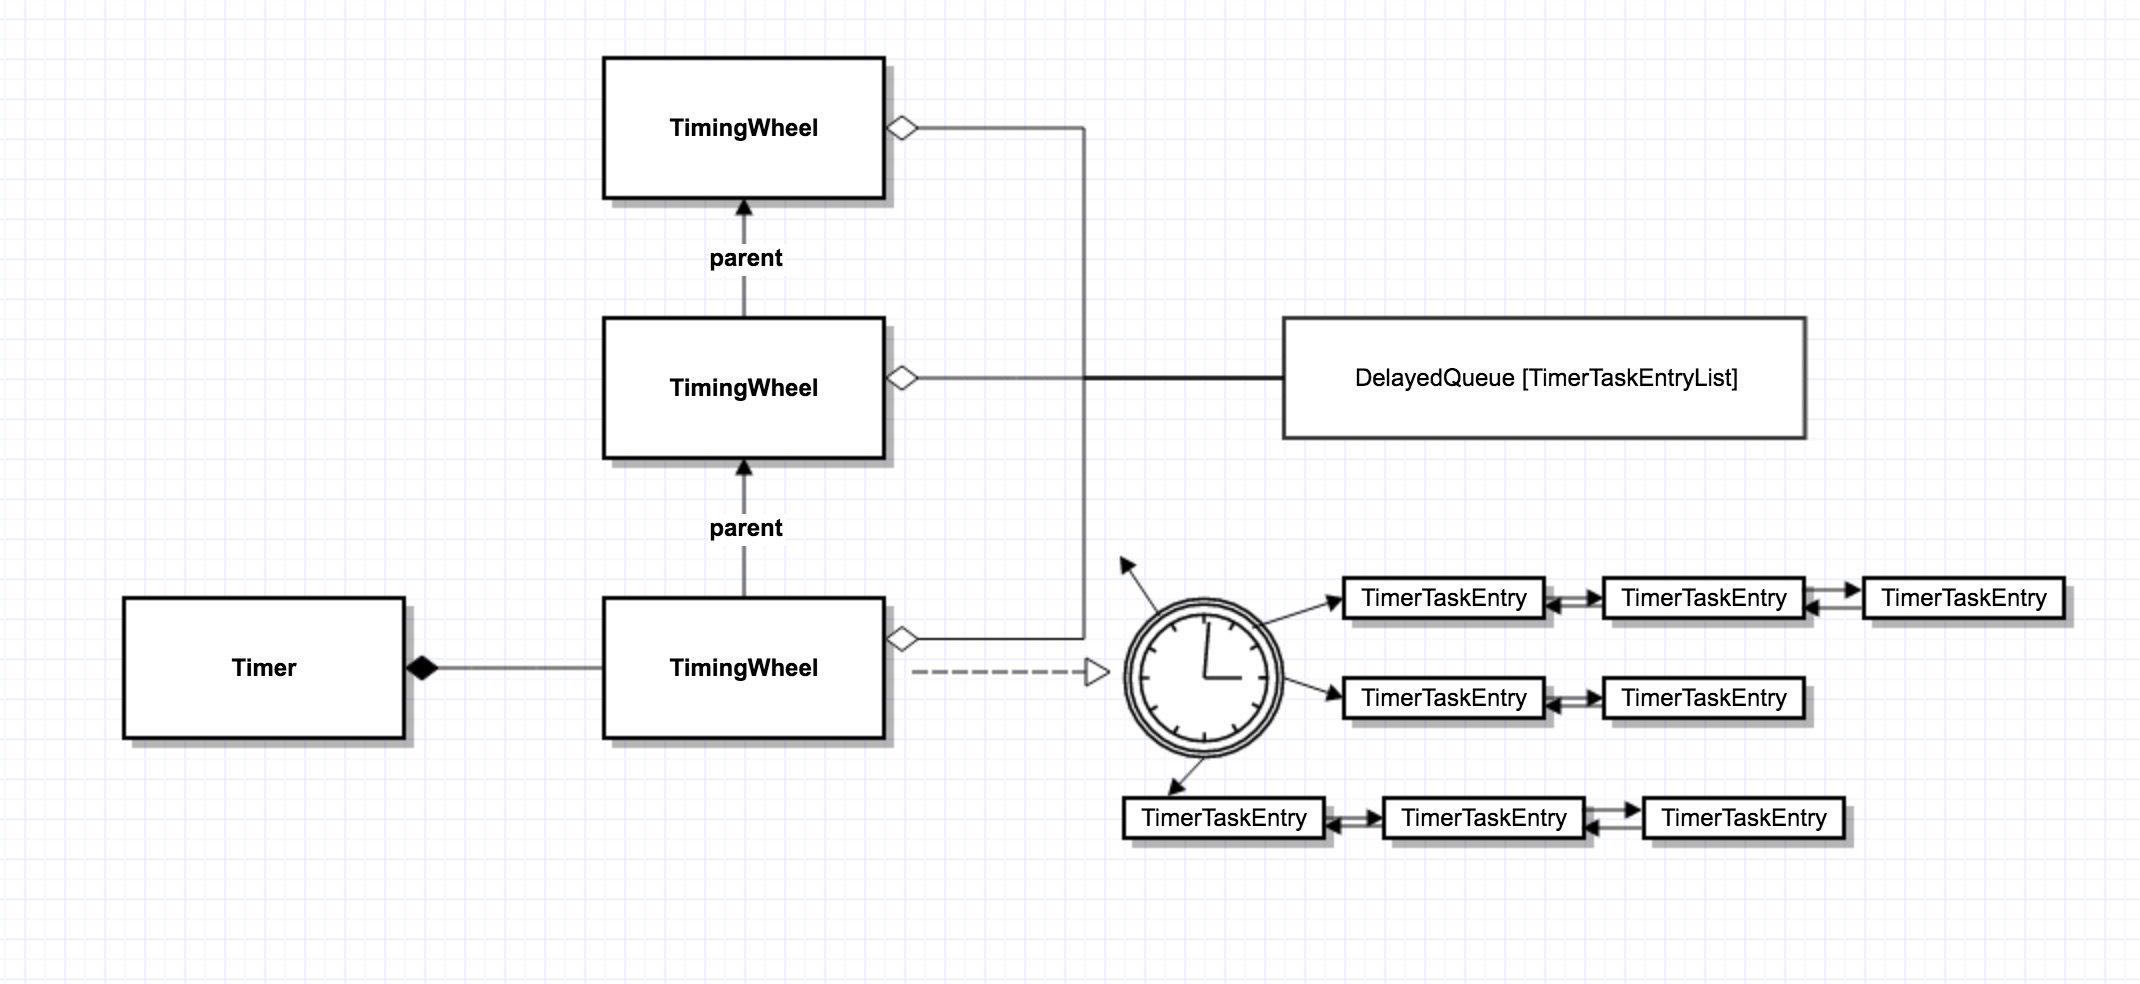 TimingWheel
parent
TimingWheel
DelayedQueue [TimerTaskEntryList]
parent
Timer
TimingWheel
TimerTaskEntry
TimerTaskEntry
TimerTaskEntry
TimerTaskEntry
TimerTaskEntry
TimerTaskEntry
TimerTaskEntry
TimerTaskEntry